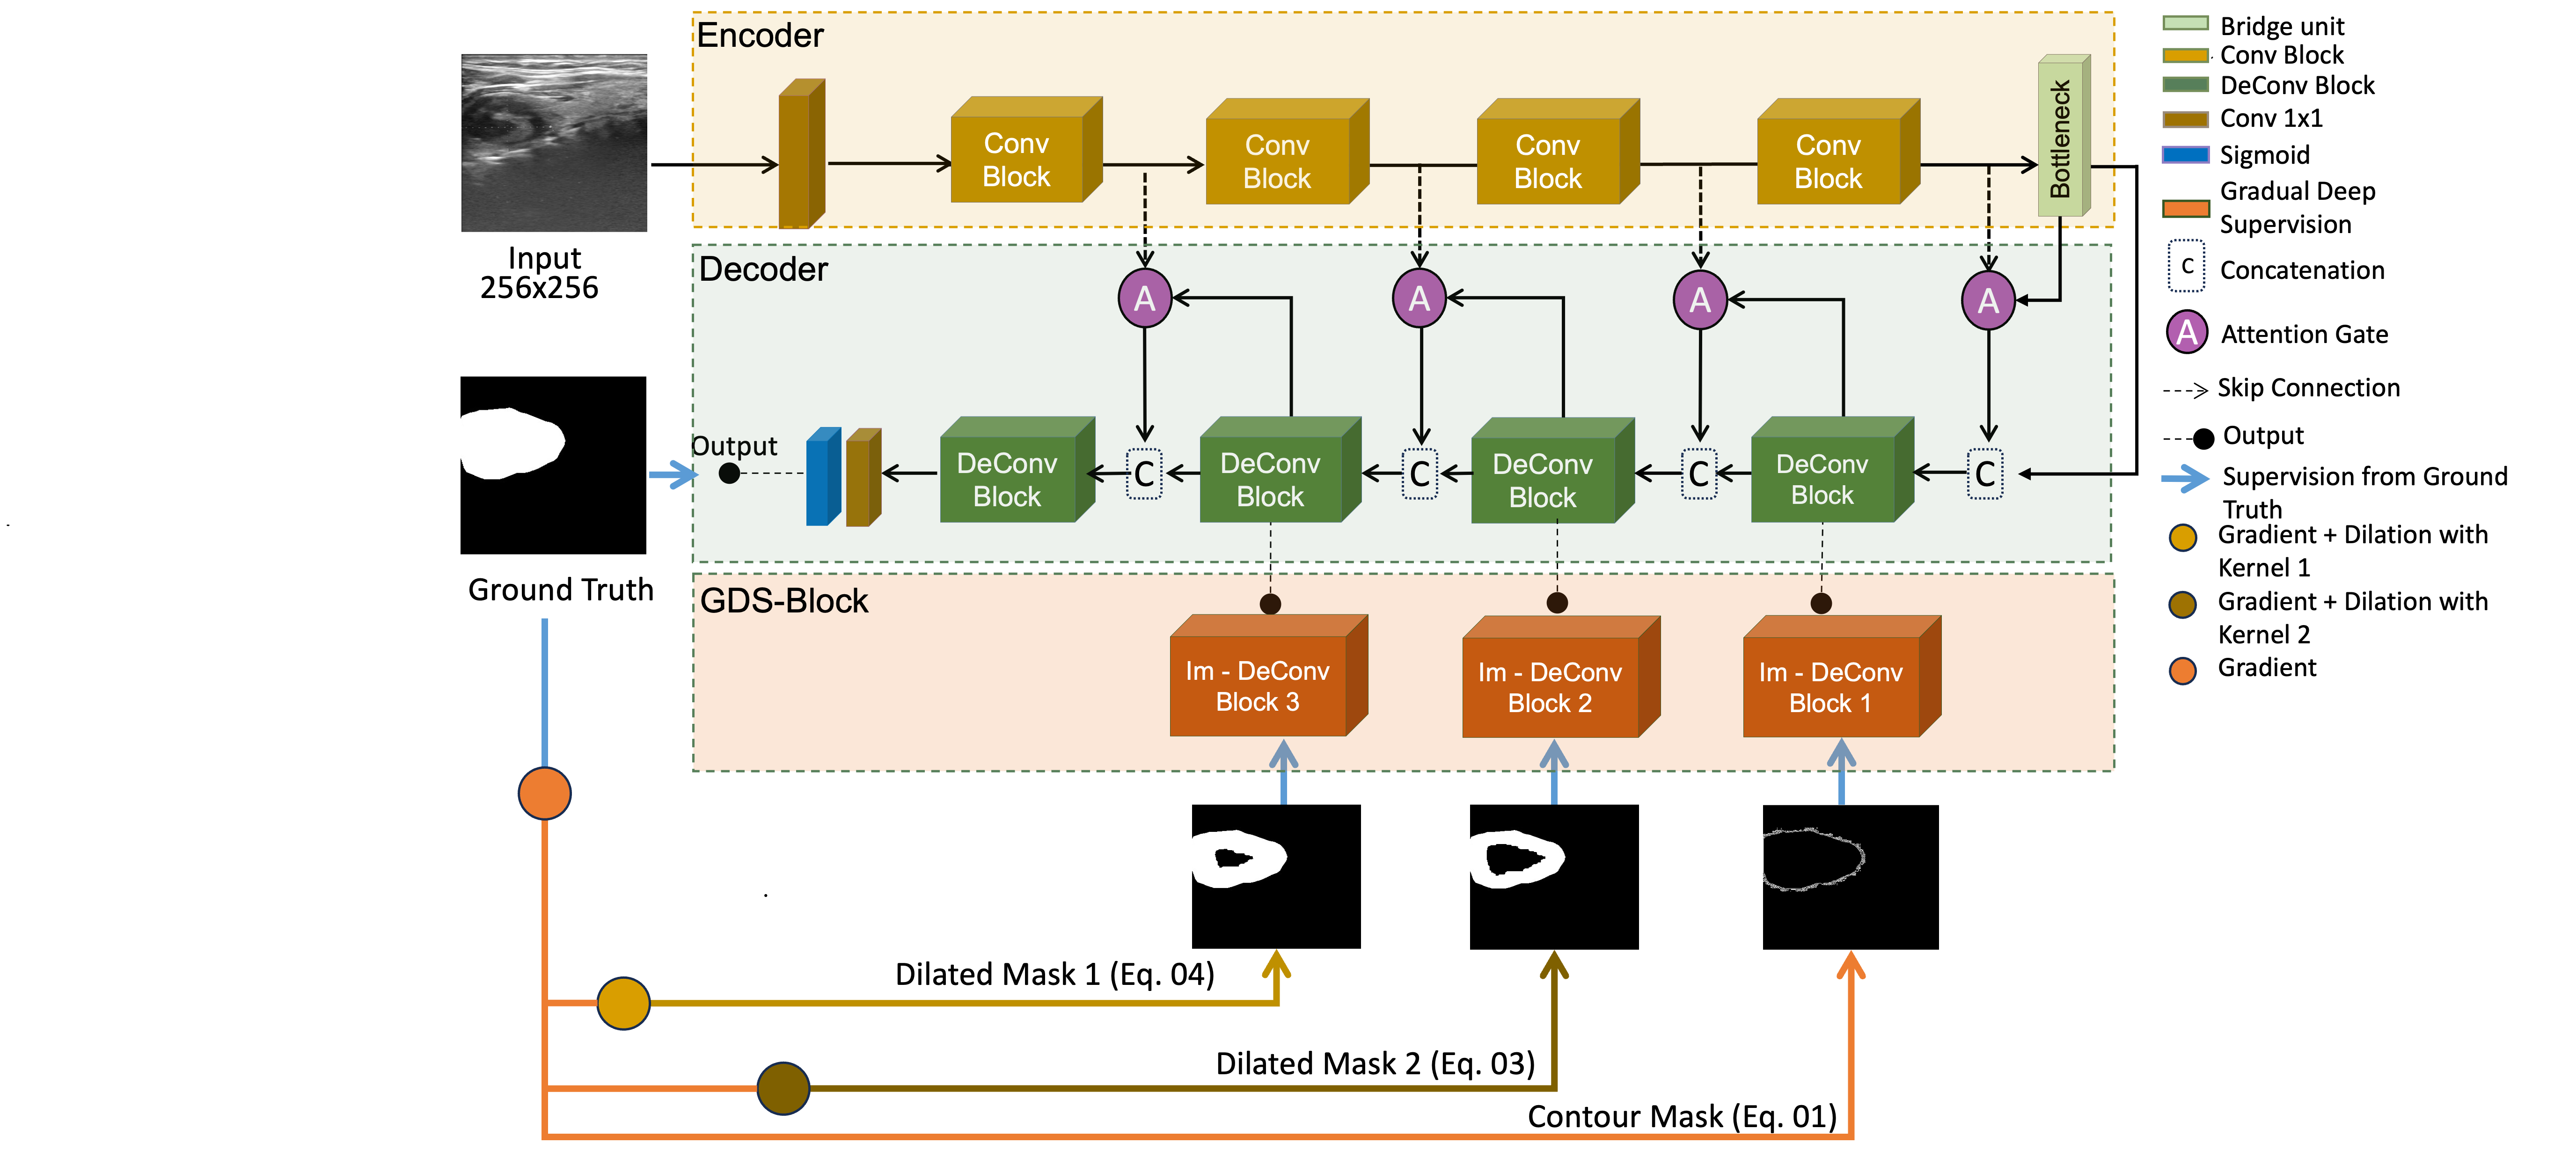 Encoder
Conv
Block
Conv
Block
Conv
Block
Conv
Block
Bottleneck
Input
256x256
Decoder
A
A
A
A
Output
DeConv
Block
C
DeConv
Block
C
DeConv
Block
C
DeConv
Block
C
Ground Truth
GDS-Block
Im - DeConv
Block 3
Im - DeConv
Block 2
Im - DeConv
Block 1
Dilated Mask 1 (Eq. 04)
Dilated Mask 2 (Eq. 03)
Contour Mask (Eq. 01)
Bridge unit
Conv Block
DeConv Block
Conv 1x1
Sigmoid
Gradual Deep
Supervision
C
Concatenation
A
Attention Gate
Skip Connection
Output
Supervision from Ground
Truth
Gradient + Dilation with
Kernel 1
Gradient + Dilation with
Kernel 2
Gradient